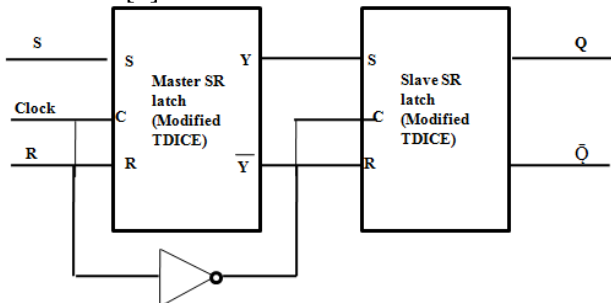 S
S
Master SR
latch
(Modified
TDICE)
Y
S
Slave SR
latch
(Modified
TDICE)
Q
Clock
C
C
R
R
Y̅
R
Q̄